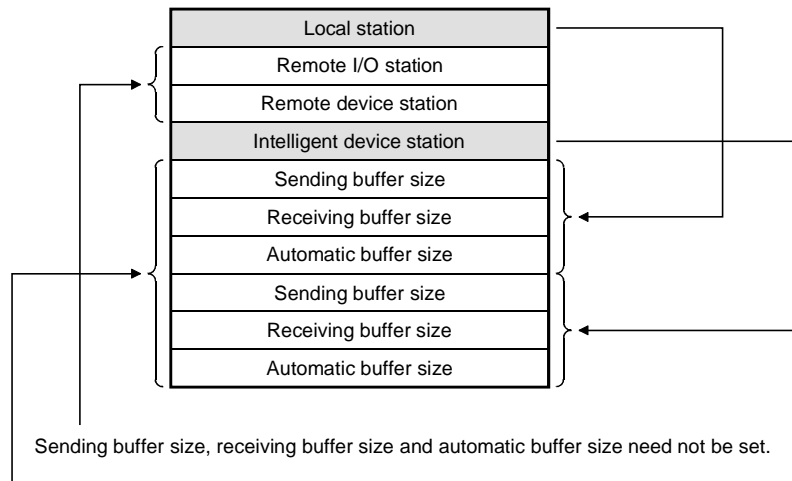 Local station
Remote I/O station
Remote device station
Intelligent device station
Sending buffer size
Receiving buffer size
Automatic buffer size
Sending buffer size
Receiving buffer size
Automatic buffer size
Sending buffer size, receiving buffer size and automatic buffer size need not be set.